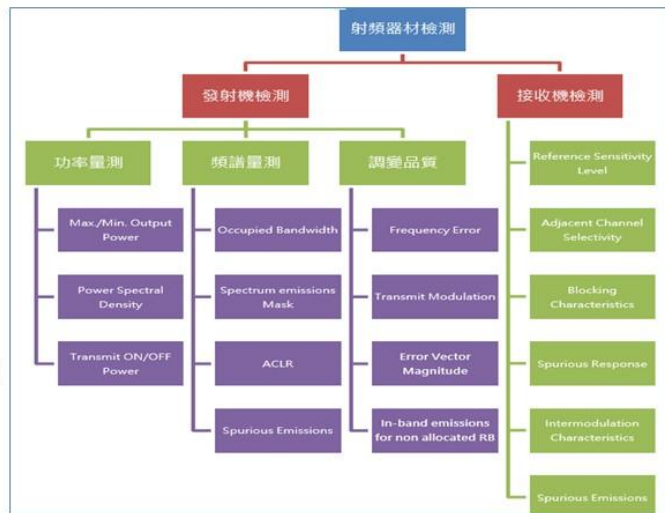 射頻器材檢測
發射機檢測
接收機檢測
功率量測
頻譜量測
調變品質
Max./Min. Output
Power
Power Spectral
Density
Transmit ON/OFF
Power
Occupied Bandwidth
Spectrum emissions
Mask
ACLR
Spurious Emissions
Frequency Error
Transmit Modulation
Error Vector
Magnitude
In-band emissions
for non allocated RB
Reference Sensitivity
Level
Adjacent Channel
Selectivity
Blocking
Characteristics
Spurious Response
Intermodulation
Characteristics
Spurious Emissions